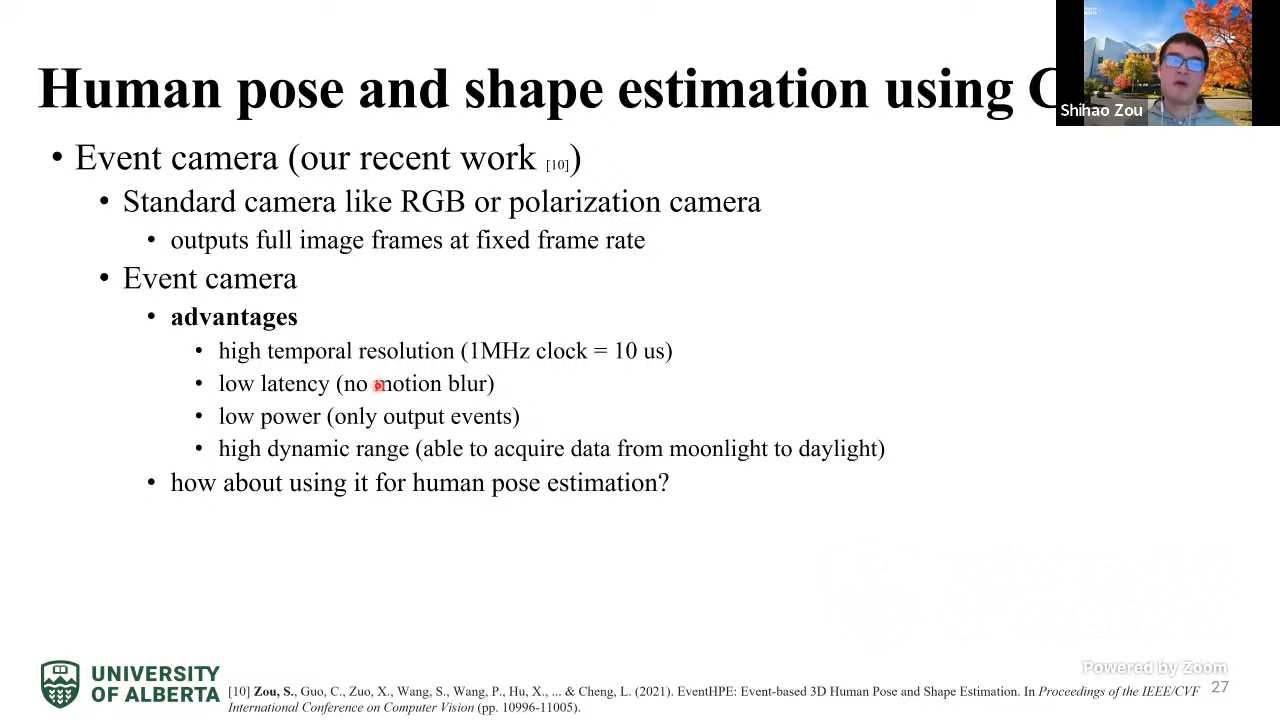 Human pose and shape estimation using
Shihao Zou
• Event camera (our recent work [10])
• Standard camera like RGB or polarization camera
• outputs full image frames at fixed frame rate
• Event camera
• advantages
• high temporal resolution (1MHz clock = 10 us)
• low latency (no motion blur)
• low power (only output events)
• high dynamic range (able to acquire data from moonlight to daylight)
• how about using it for human pose estimation?
Powered by Zoom
UNIVERSITY
OF ALBERTA
[10] Zou, S., Guo, C., Zuo, X., Wang, S., Wang, P., Hu, X., ... & Cheng, L. (2021). EventHPE: Event-based 3D Human Pose and Shape Estimation. In Proceedings of the IEEE/CVF
International Conference on Computer Vision (pp. 10996-11005).
27